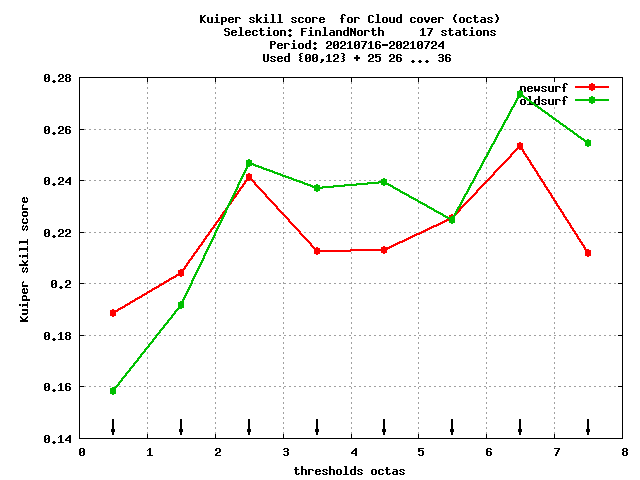 Kuiper skill score  for Cloud cover (octas)
Selection: FinlandNorth     17 stations
Period: 20210716-20210724
Used {00,12} + 25 26 ... 36
newsurf
oldsurf
0.28
0.26
0.24
0.22
0.2
0.18
0.16
0.14
Kuiper skill score
0 1 2 3 4 5 6 7 8
thresholds octas